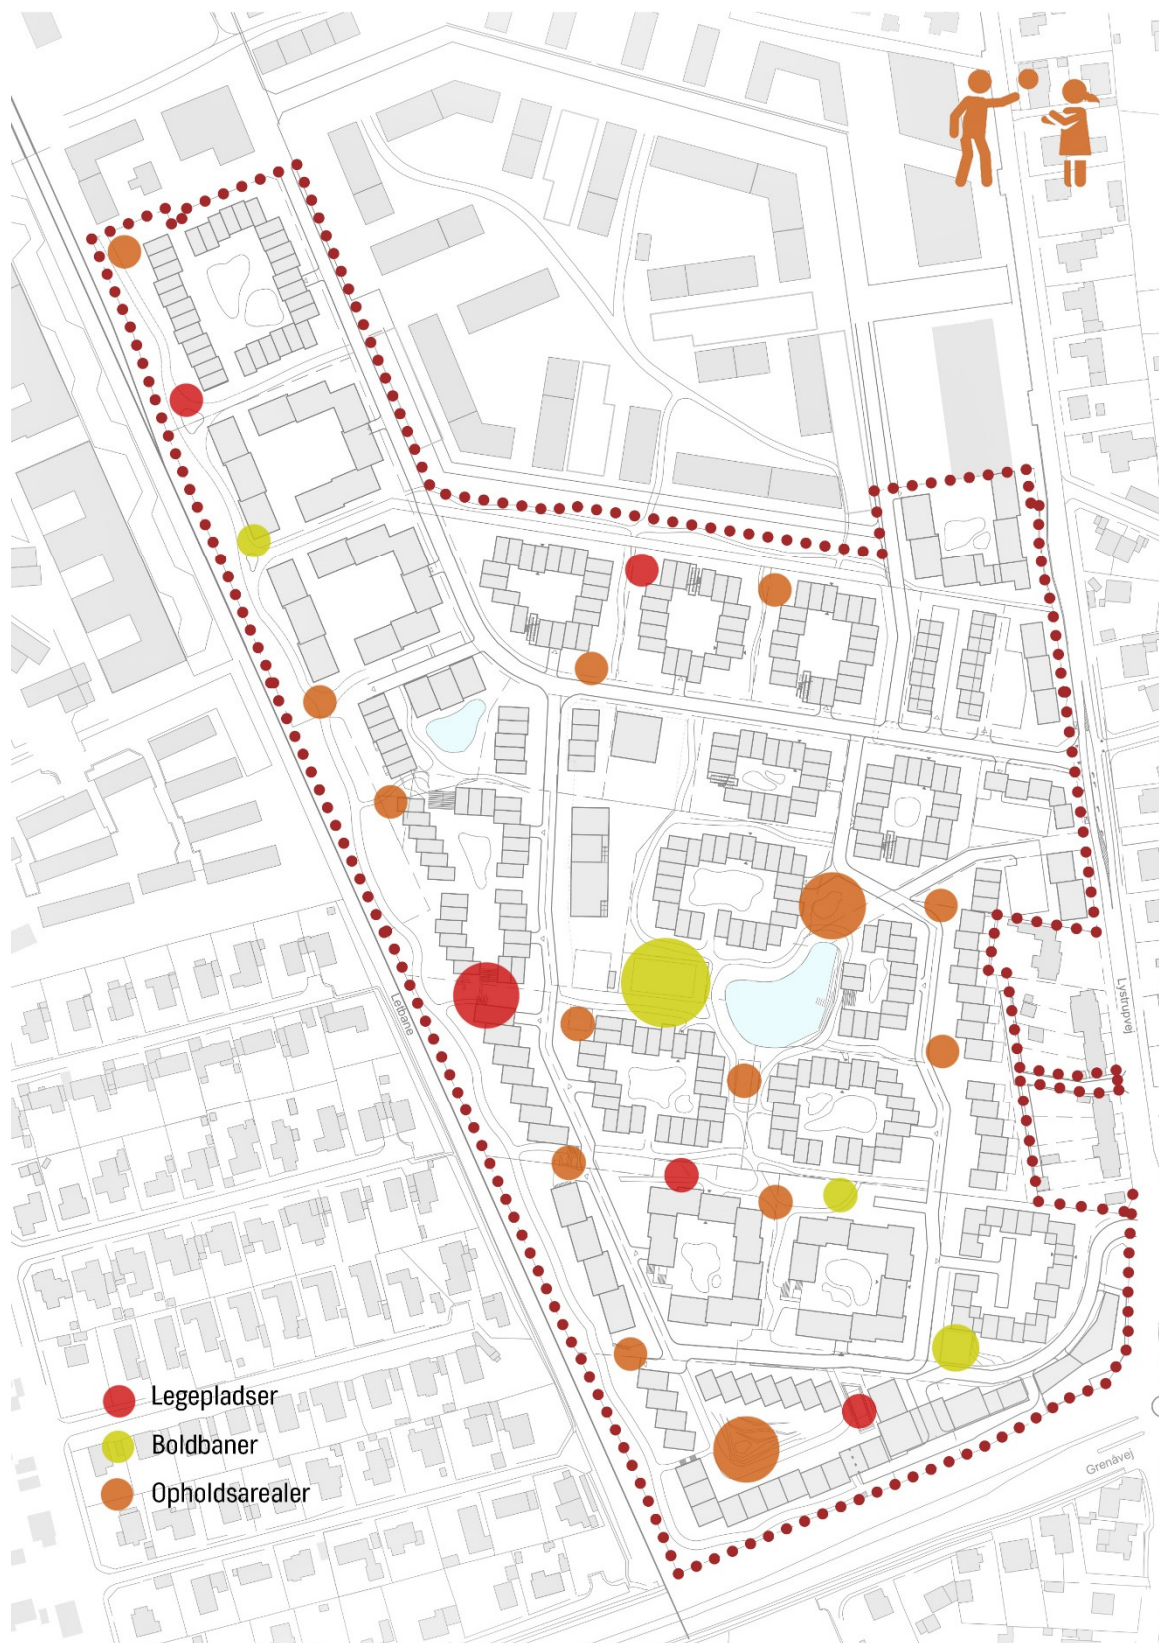 Letbane
Lystrupvej
Legepladser
Boldbaner
Opholdsarealer
Grenåvej